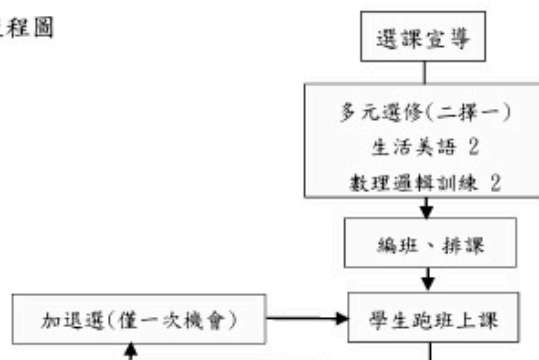 程圖
選課宣導
多元選修(二擇一)
生活美語 2
數理邏輯訓練 2
編班、排課
加退選(僅一次機會)
學生跑班上課